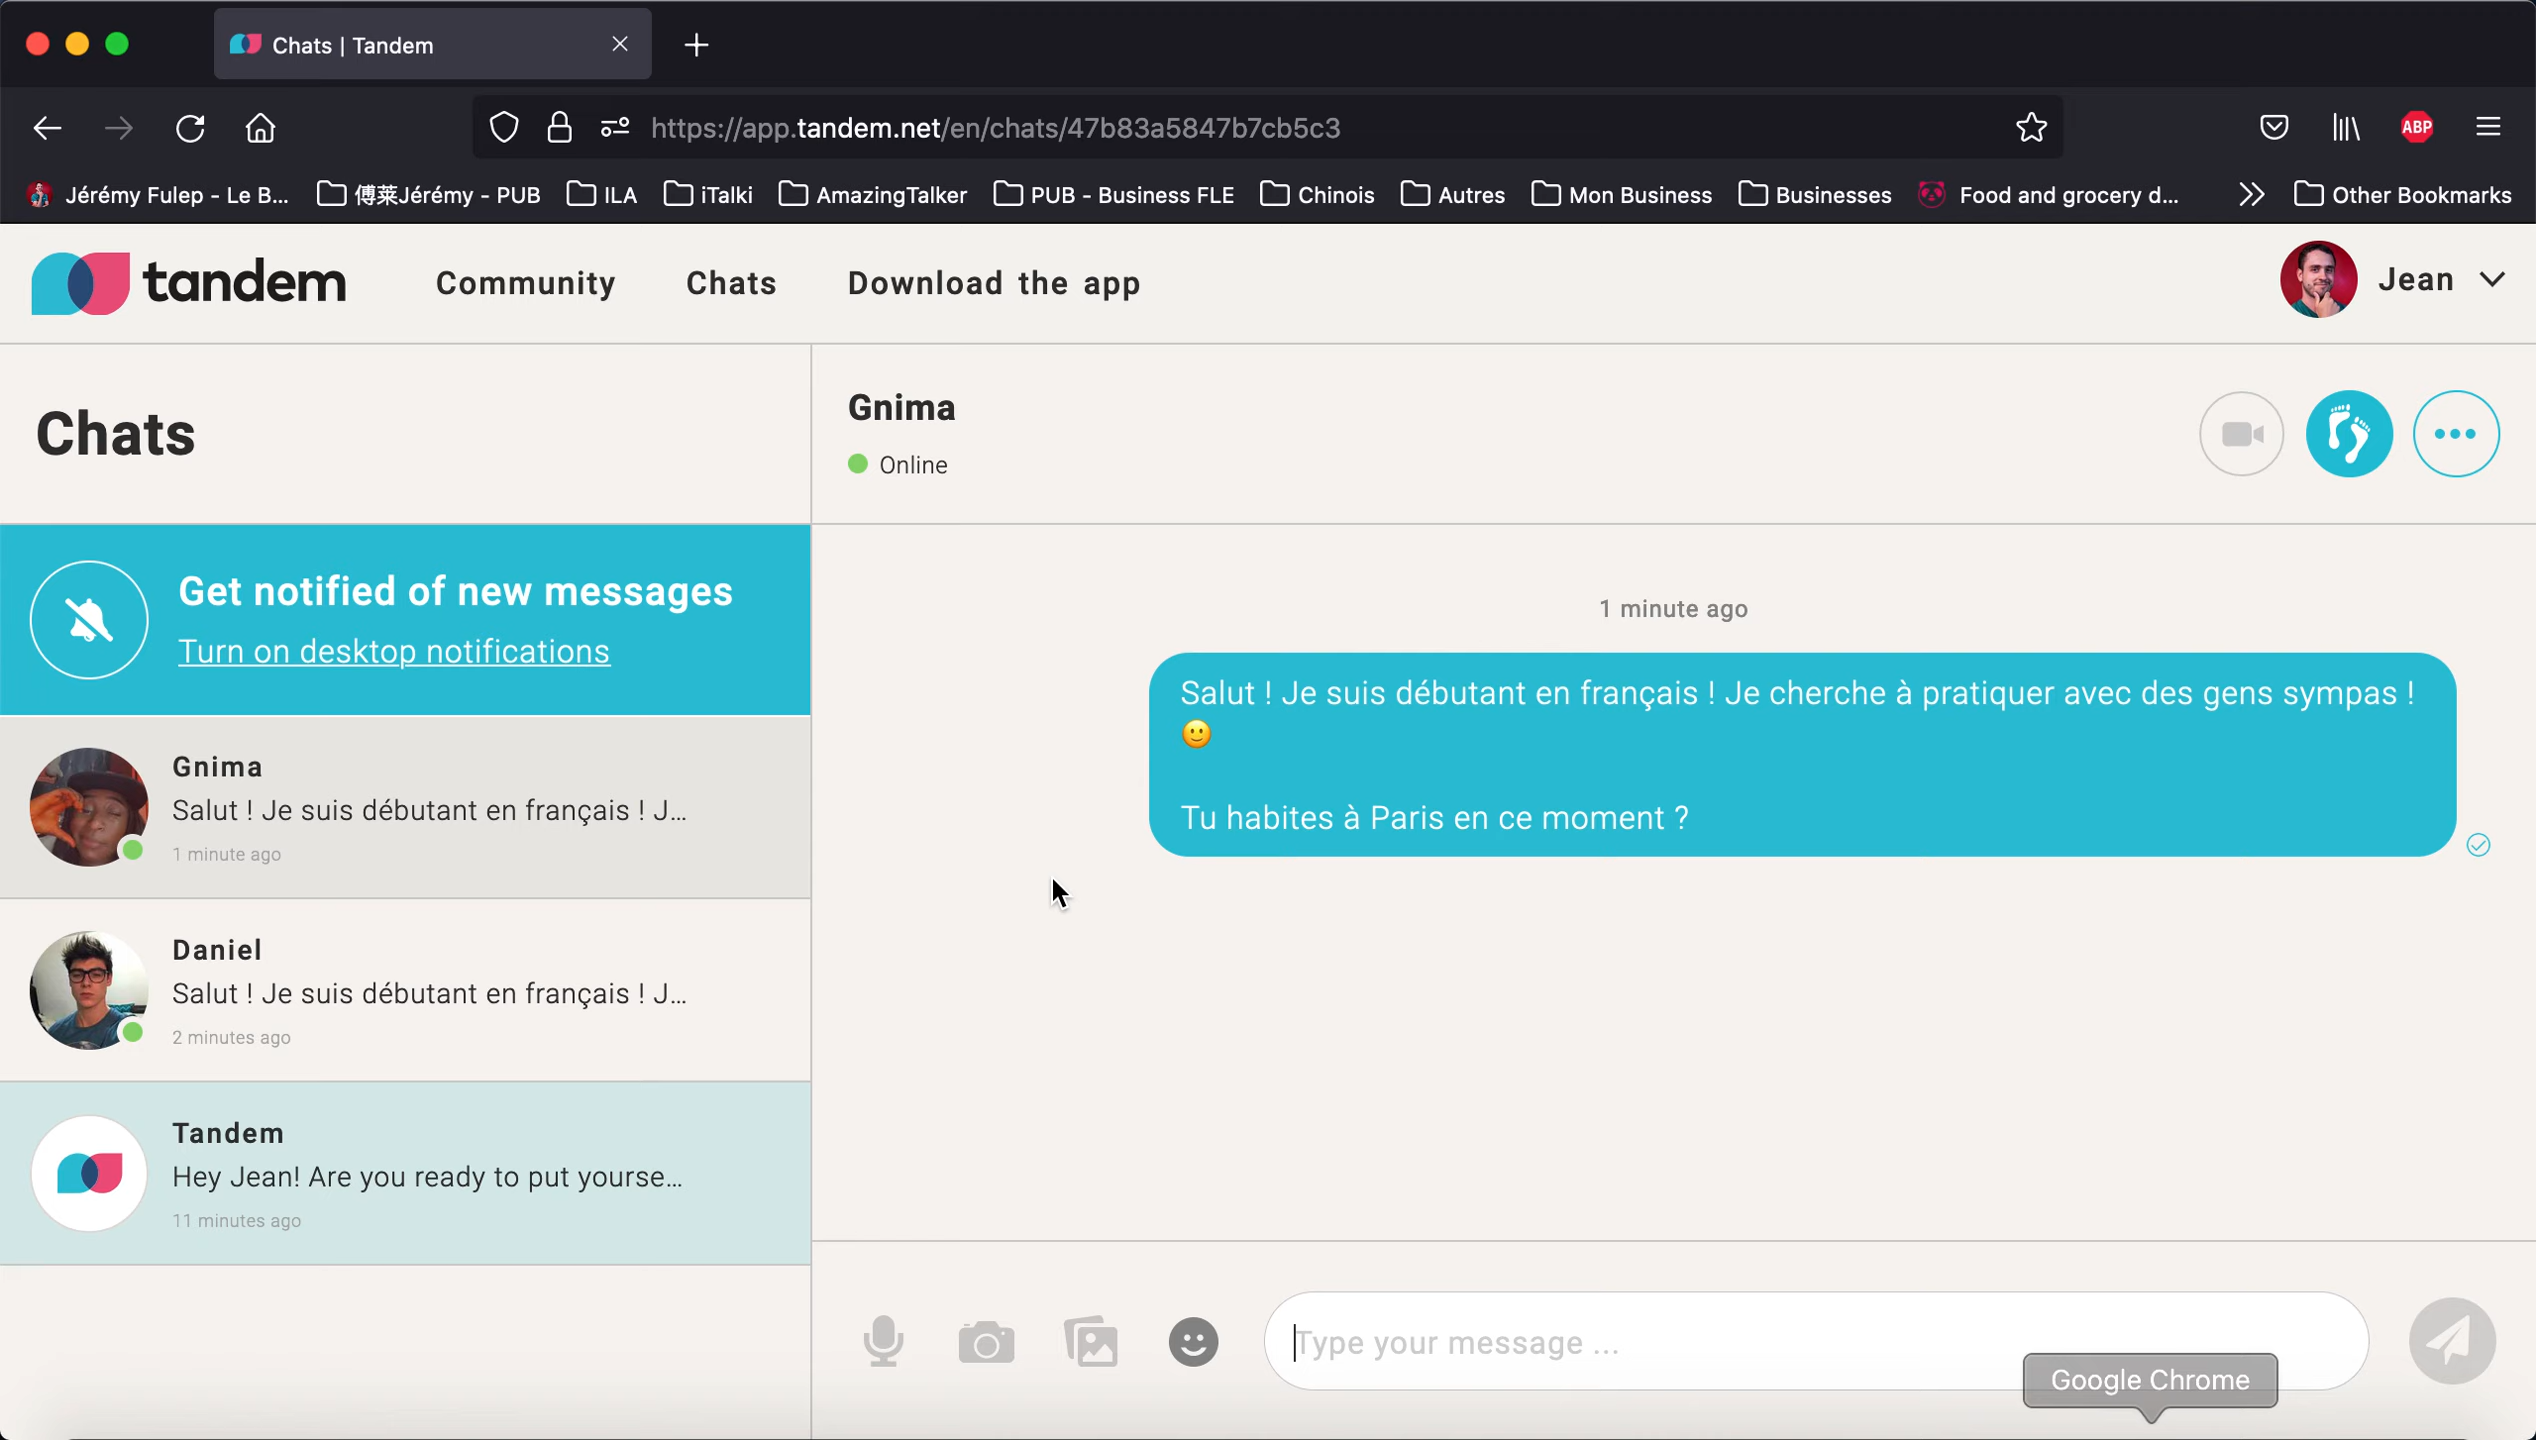 Chats | Tandem
https://app.tandem.net/en/chats/47b83a5847b7cb5c3
ABP
Jérémy Fulep - Le B...
傅莱Jérémy - PUB
ILA
iTalki
AmazingTalker
PUB - Business FLE
Chinois
Autres
Mon Business
Businesses
Food and grocery d...
Other Bookmarks
tandem
Community
Chats
Download the app
Jean
Chats
Get notified of new messages
Turn on desktop notifications
Gnima
Salut ! Je suis débutant en français ! J...
1 minute ago
Daniel
Salut ! Je suis débutant en français ! J...
2 minutes ago
Tandem
Hey Jean! Are you ready to put yourse...
11 minutes ago
Gnima
Online
1 minute ago
Salut ! Je suis débutant en français ! Je cherche à pratiquer avec des gens sympas !
🙂
Tu habites à Paris en ce moment ?
Type your message ...
Google Chrome